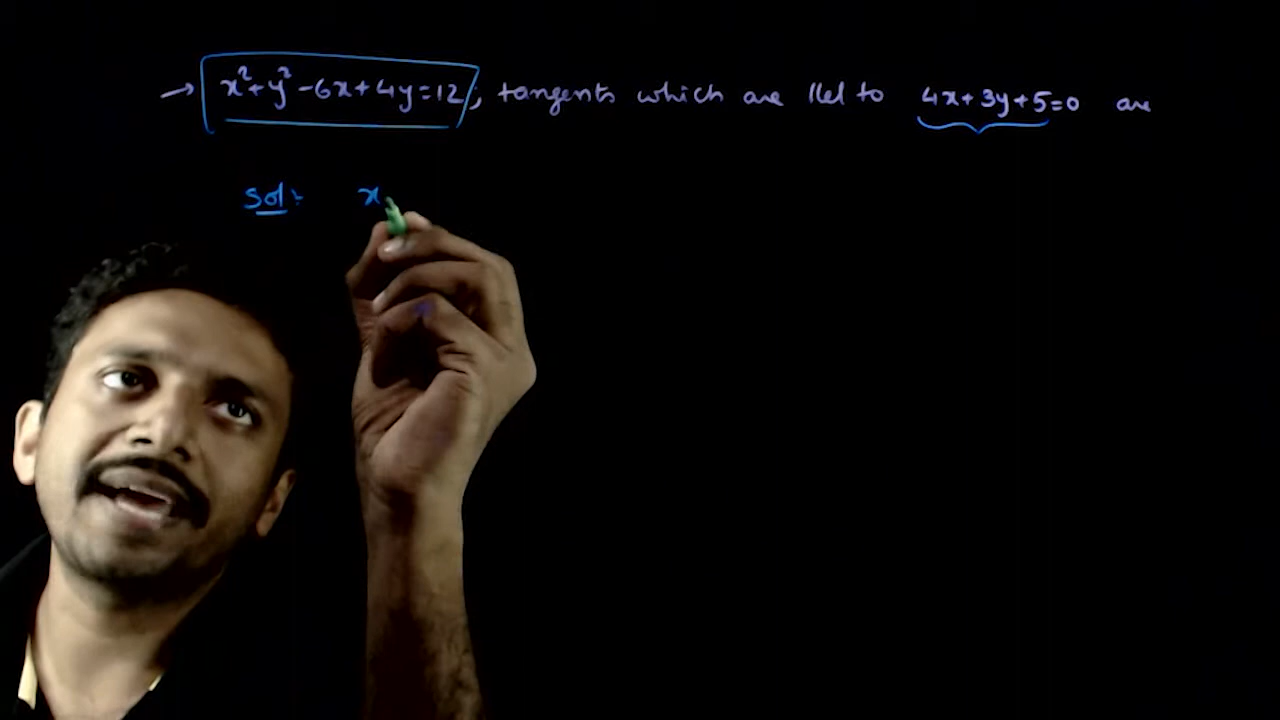 → x²+y²-6x+4y=12; tangents which are ||el to 4x+3y+5=0 are
Sol: x